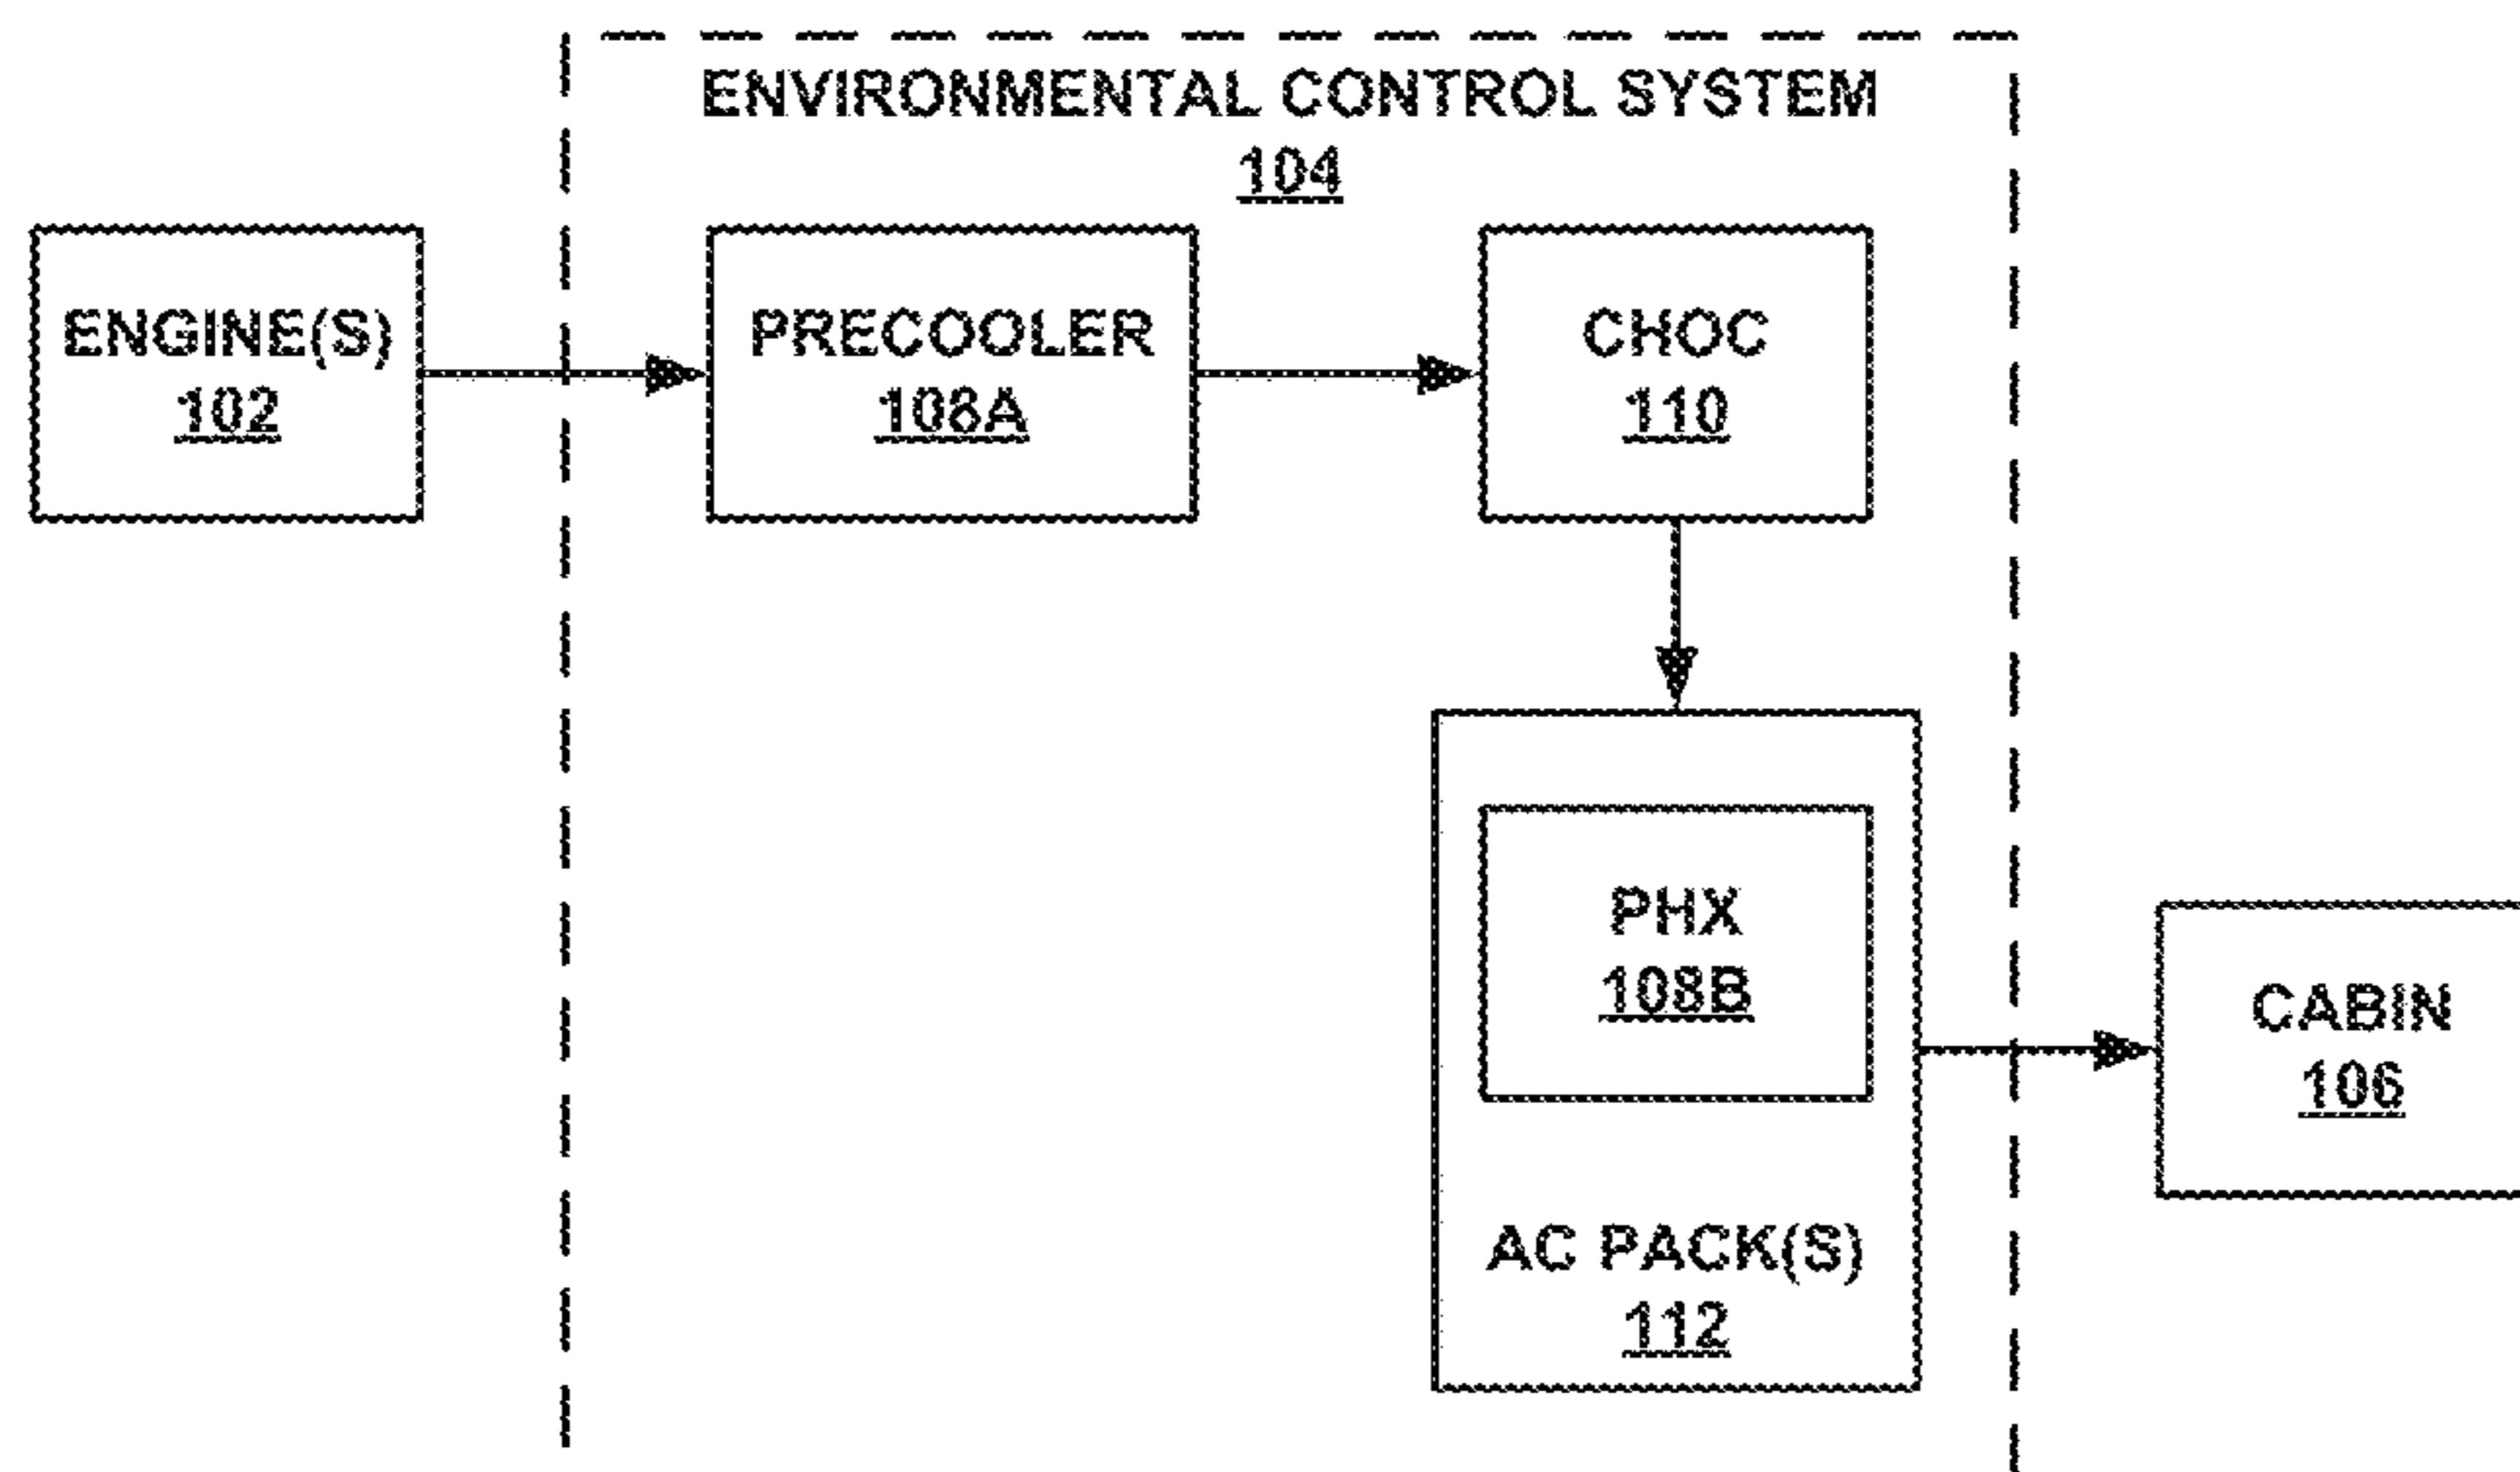 ENVIRONMENTAL CONTROL SYSTEM
104
ENGINE(S)
102
PRECOOLER
108A
CHOC
110
PHX
108B
AC PACK(S)
112
CABIN
106